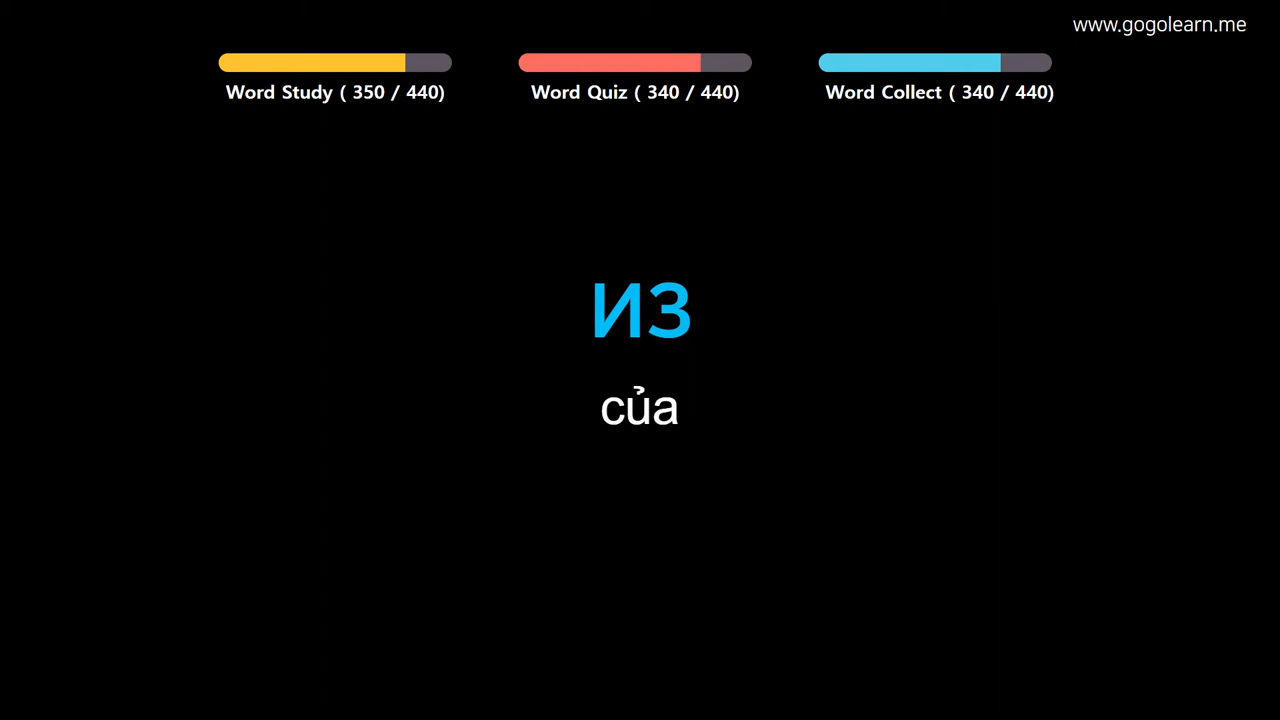 www.gogolearn.me
Word Study ( 350 / 440)
Word Quiz ( 340 / 440)
Word Collect ( 340 / 440)
из
của